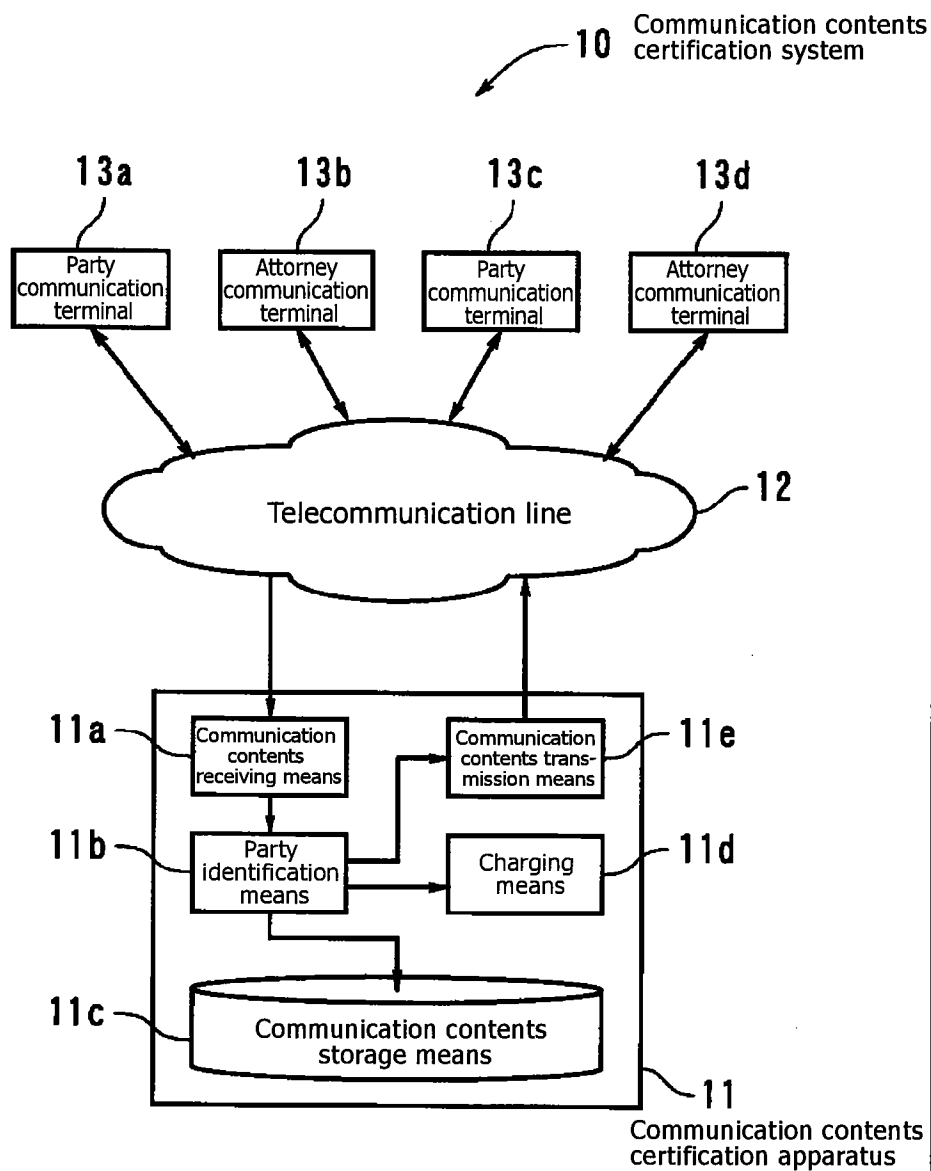 10
Communication contents
certification system
13a
13b
13c
13d
Party
communication
terminal
Attorney
communication
terminal
Party
communication
terminal
Attorney
communication
terminal
12
Telecommunication line
11a
Communication
contents
receiving means
Communication
contents trans-
mission means
11e
11b
Party
identification
means
Charging
means
11d
11c
Communication contents
storage means
11
Communication contents
certification apparatus